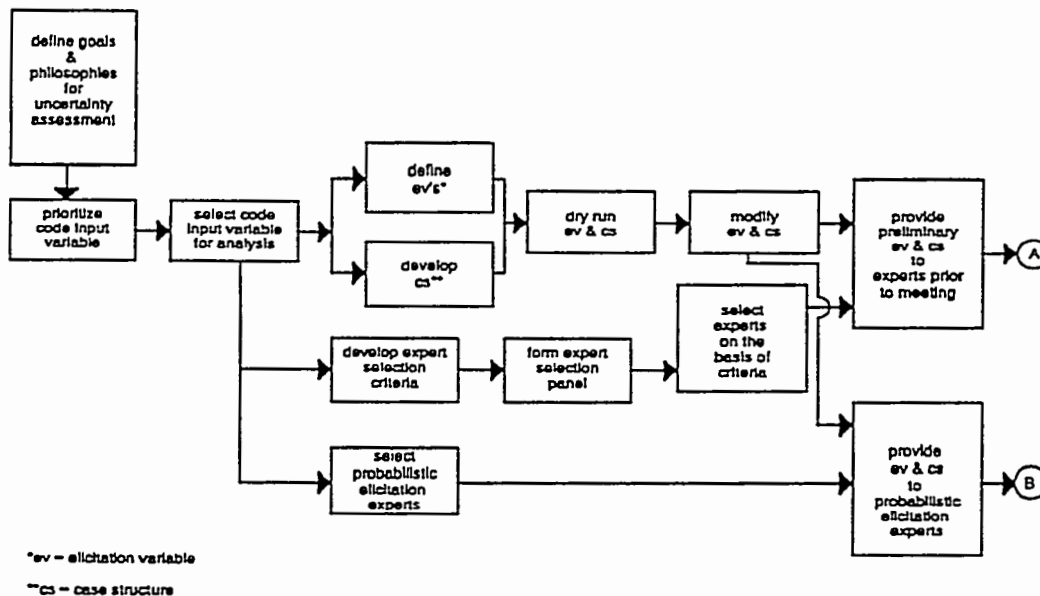 define goals
&
philosophies
for
uncertainty
assessment
prioritize
code input
variable
select code
input variable
for analysis
define
ev's*
develop
cs**
dry run
ev & cs
modify
ev & cs
provide
preliminary
ev & cs
to
experts prior
to meeting
A
develop expert
selection
criteria
form expert
selection
panel
select
experts
on the
basis of
criteria
select
probabilistic
elicitation
experts
provide
ev & cs
to
probabilistic
elicitation
experts
B
*ev – elicitation variable
**cs – case structure